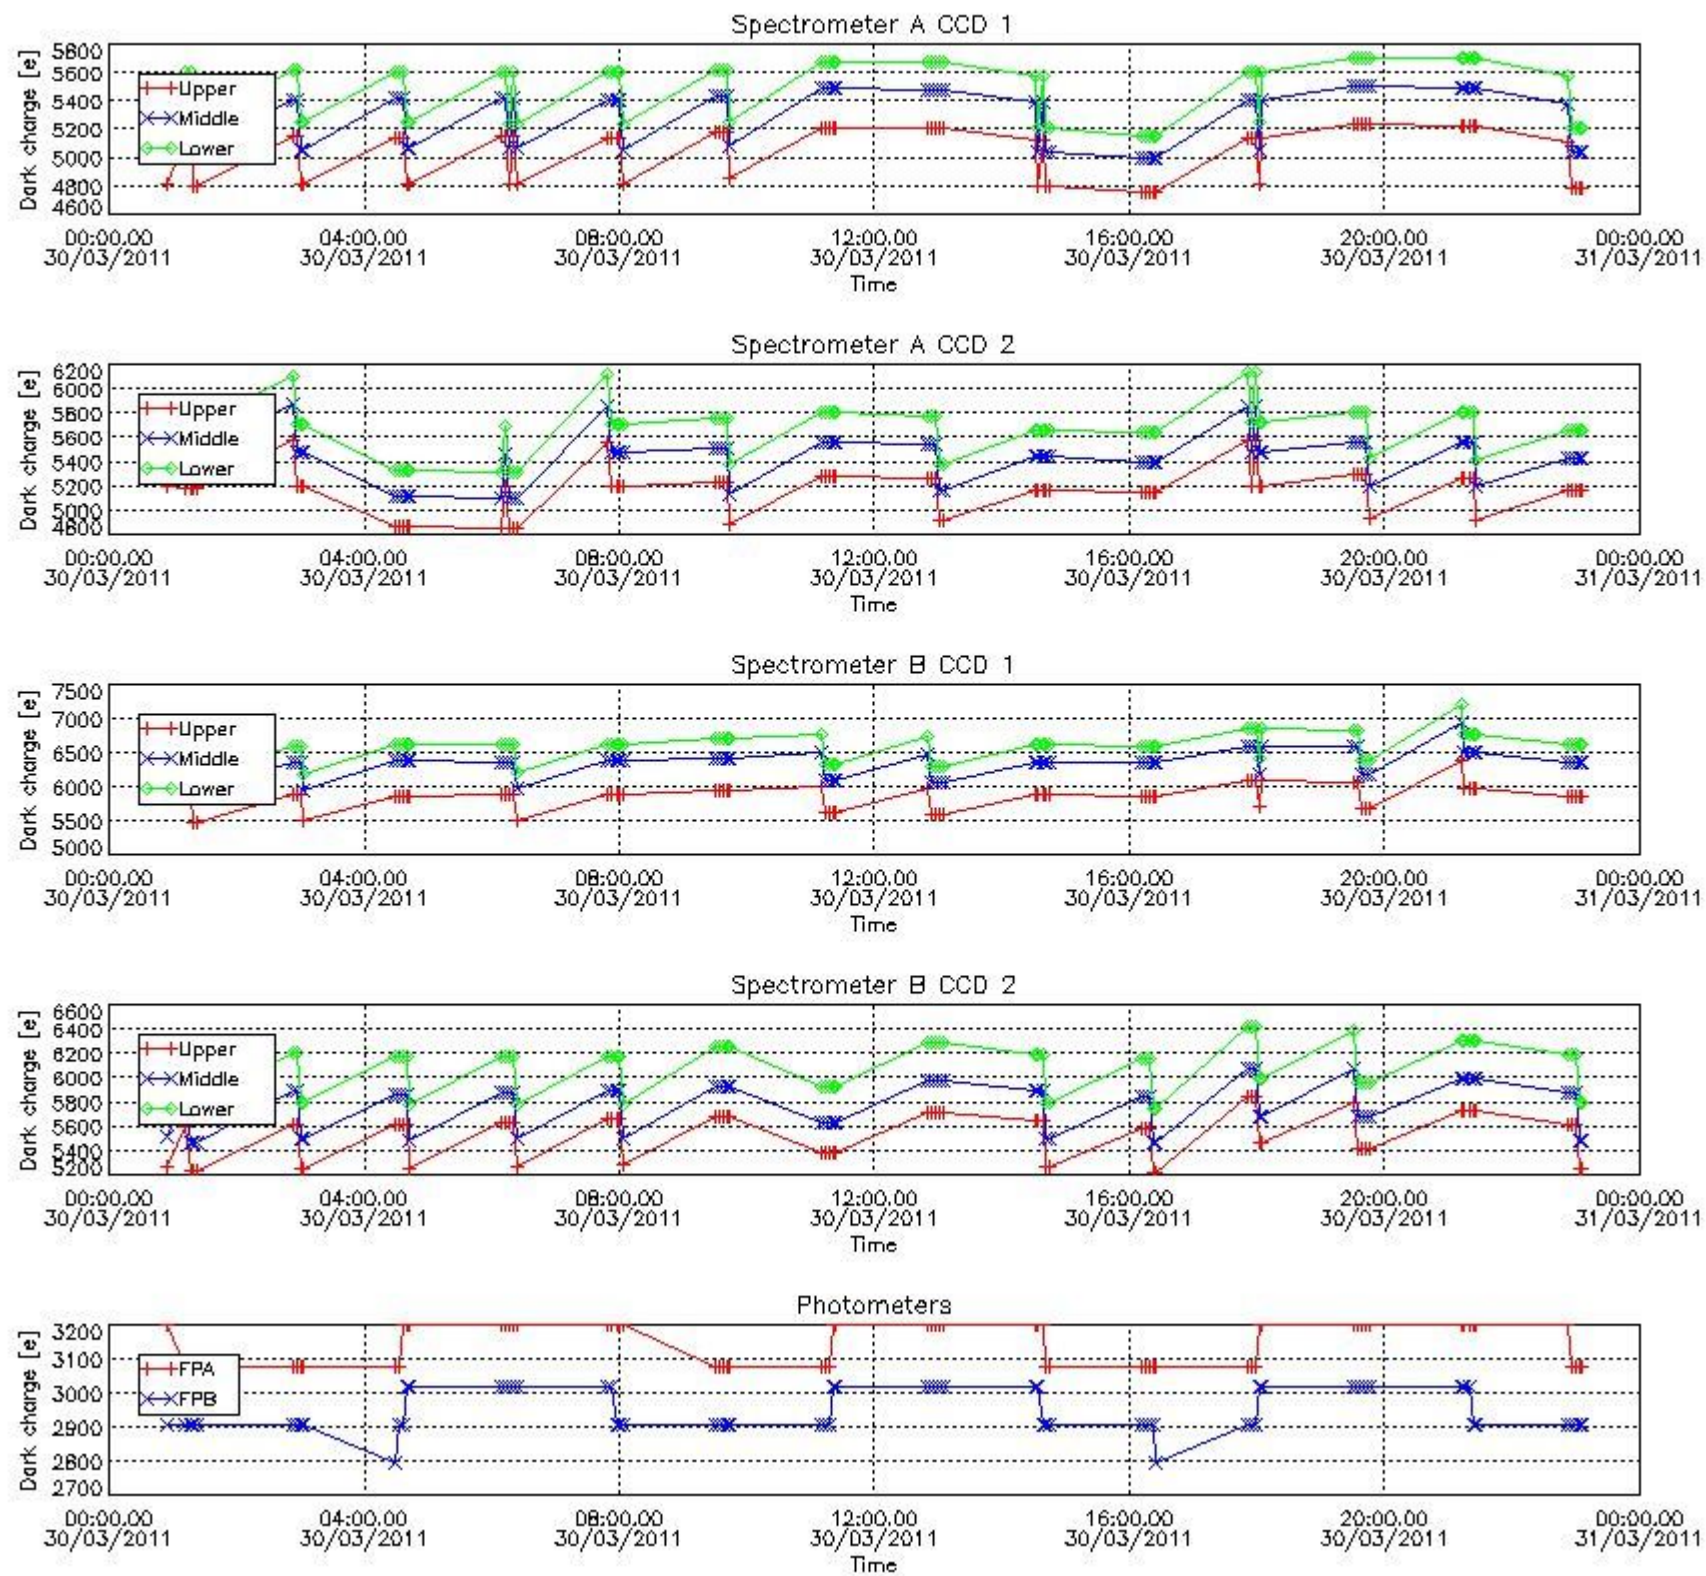 Spectrometer A CCD 1
Dark charge [e]
5800
5600
5400
5200
5000
4800
4600
Upper
Middle
Lower
00:00.00 04:00.00 08:00.00 12:00.00 16:00.00 20:00.00 00:00.00
30/03/2011 30/03/2011 30/03/2011 30/03/2011 30/03/2011 30/03/2011 31/03/2011
Time
Spectrometer A CCD 2
Dark charge [e]
6200
6000
5800
5600
5400
5200
5000
4800
Upper
Middle
Lower
00:00.00 04:00.00 08:00.00 12:00.00 16:00.00 20:00.00 00:00.00
30/03/2011 30/03/2011 30/03/2011 30/03/2011 30/03/2011 30/03/2011 31/03/2011
Time
Spectrometer B CCD 1
Dark charge [e]
7500
7000
6500
6000
5500
5000
Upper
Middle
Lower
00:00.00 04:00.00 08:00.00 12:00.00 16:00.00 20:00.00 00:00.00
30/03/2011 30/03/2011 30/03/2011 30/03/2011 30/03/2011 30/03/2011 31/03/2011
Time
Spectrometer B CCD 2
Dark charge [e]
6600
6400
6200
6000
5800
5600
5400
5200
Upper
Middle
Lower
00:00.00 04:00.00 08:00.00 12:00.00 16:00.00 20:00.00 00:00.00
30/03/2011 30/03/2011 30/03/2011 30/03/2011 30/03/2011 30/03/2011 31/03/2011
Time
Photometers
Dark charge [e]
3200
3100
3000
2900
2800
2700
FPA
FPB
00:00.00 04:00.00 08:00.00 12:00.00 16:00.00 20:00.00 00:00.00
30/03/2011 30/03/2011 30/03/2011 30/03/2011 30/03/2011 30/03/2011 31/03/2011
Time